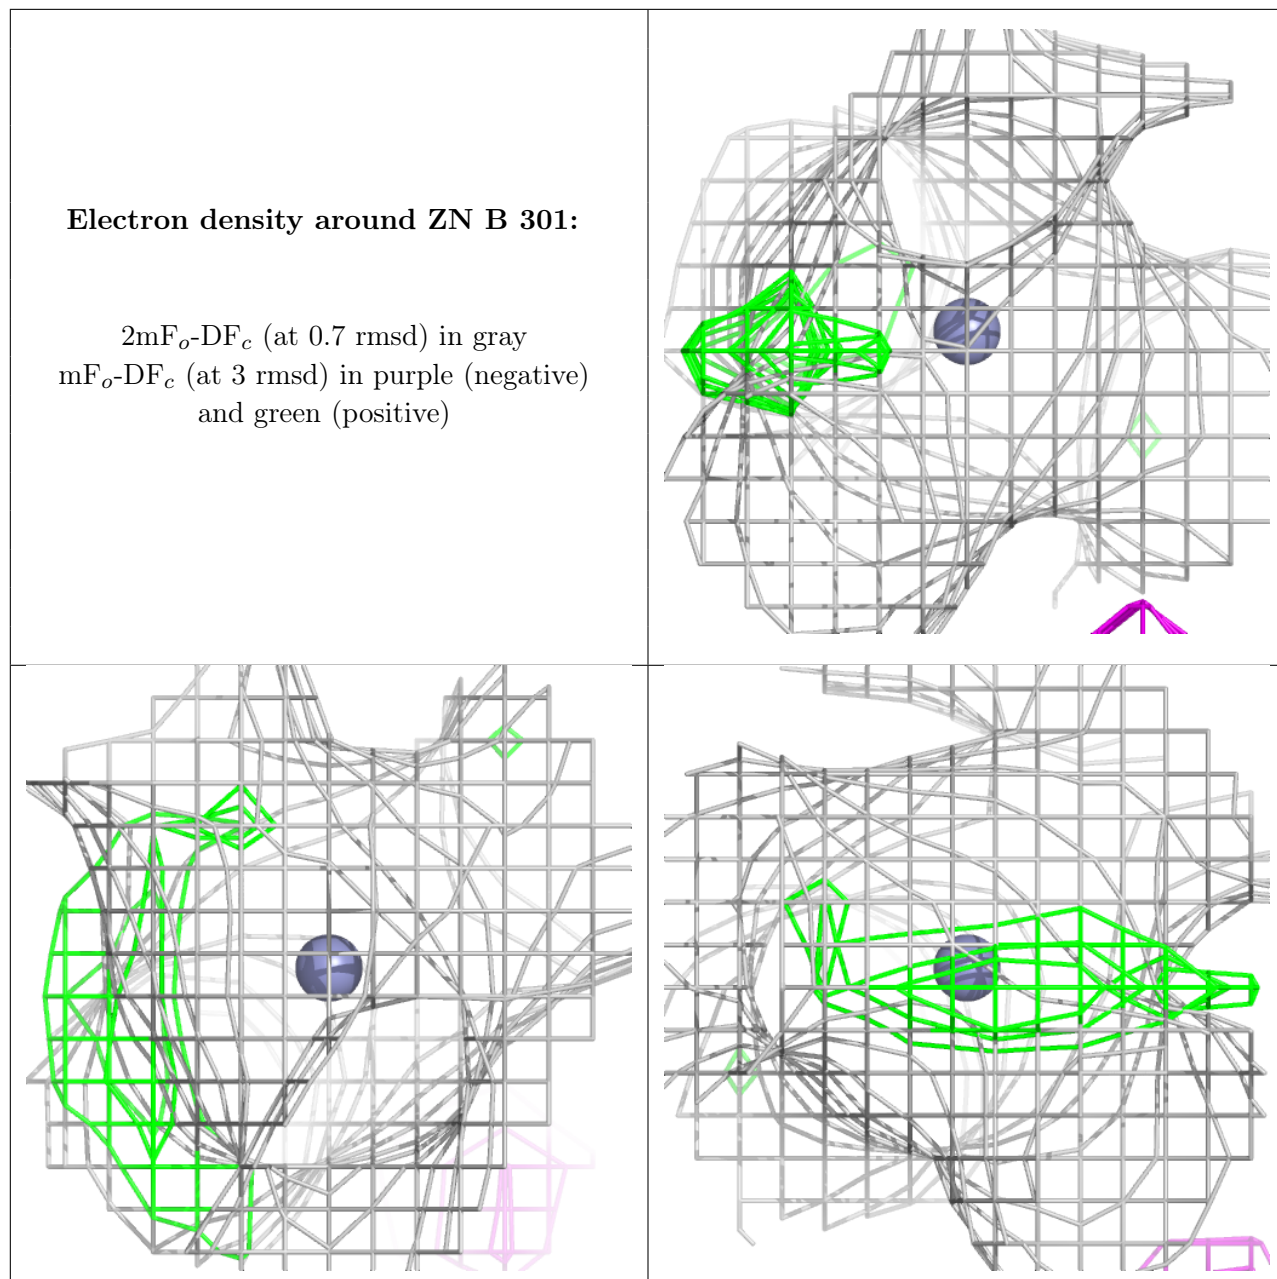 Electron density around ZN B 301:
2mFo-DFc (at 0.7 rmsd) in gray
mFo-DFc (at 3 rmsd) in purple (negative)
and green (positive)